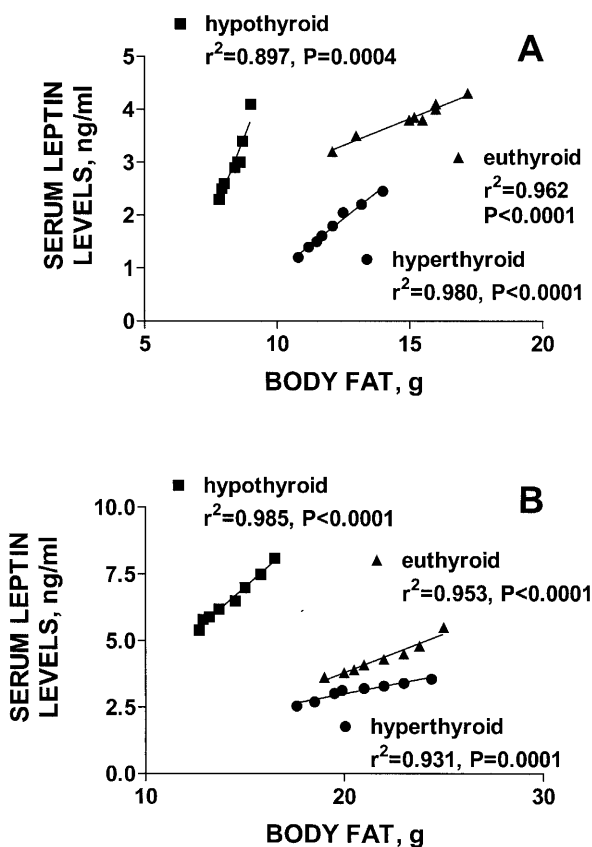 hypothyroid
r²=0.897, P=0.0004
A
SERUM LEPTIN
LEVELS, ng/ml
5
4
3
2
1
0
euthyroid
r²=0.962
P<0.0001
hyperthyroid
r²=0.980, P<0.0001
5 10 15 20
BODY FAT, g
hypothyroid
r²=0.985, P<0.0001
B
SERUM LEPTIN
LEVELS, ng/ml
10.0
7.5
5.0
2.5
0.0
euthyroid
r²=0.953, P<0.0001
hyperthyroid
r²=0.931, P=0.0001
10 20 30
BODY FAT, g